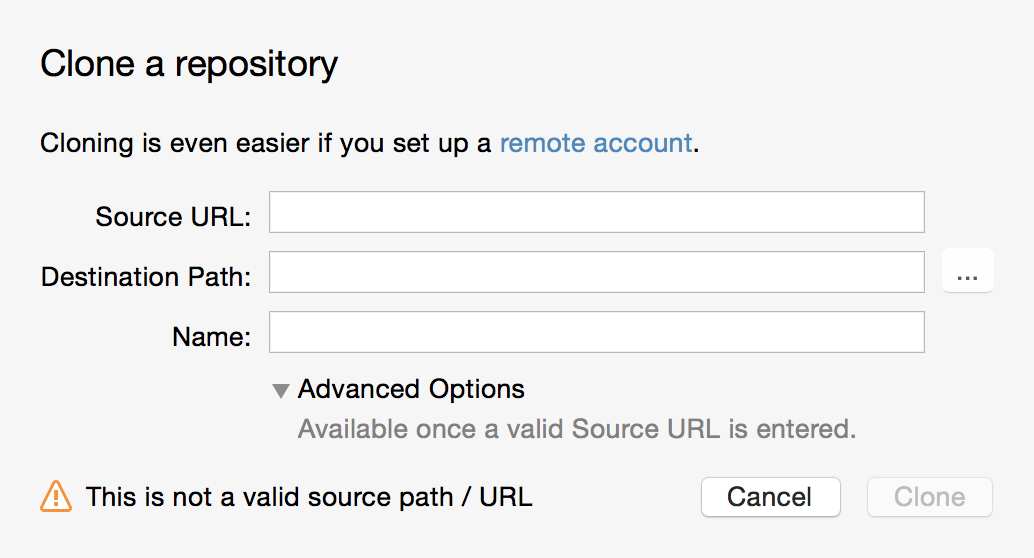 Clone a repository
Cloning is even easier if you set up a remote account.
Source URL:
Destination Path:
...
Name:
Advanced Options
Available once a valid Source URL is entered.
This is not a valid source path / URL
Cancel
Clone